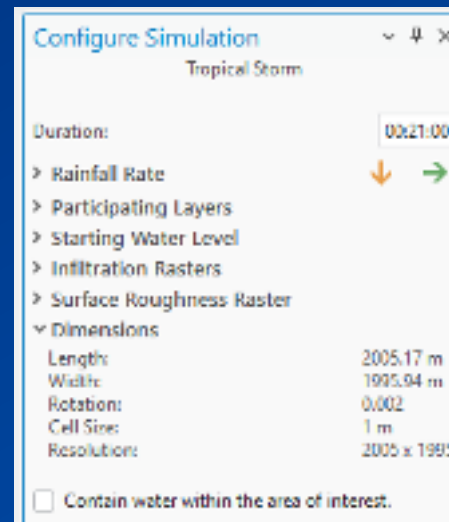 Configure Simulation
Tropical Storm
Duration: 00:21:00
Rainfall Rate
Participating Layers
Starting Water Level
Infiltration Rasters
Surface Roughness Raster
Dimensions
Length: 2005.17 m
Width: 1995.94 m
Rotation: 0.002
Cell Size: 1 m
Resolution: 2005 x 1995
Contain water within the area of interest.